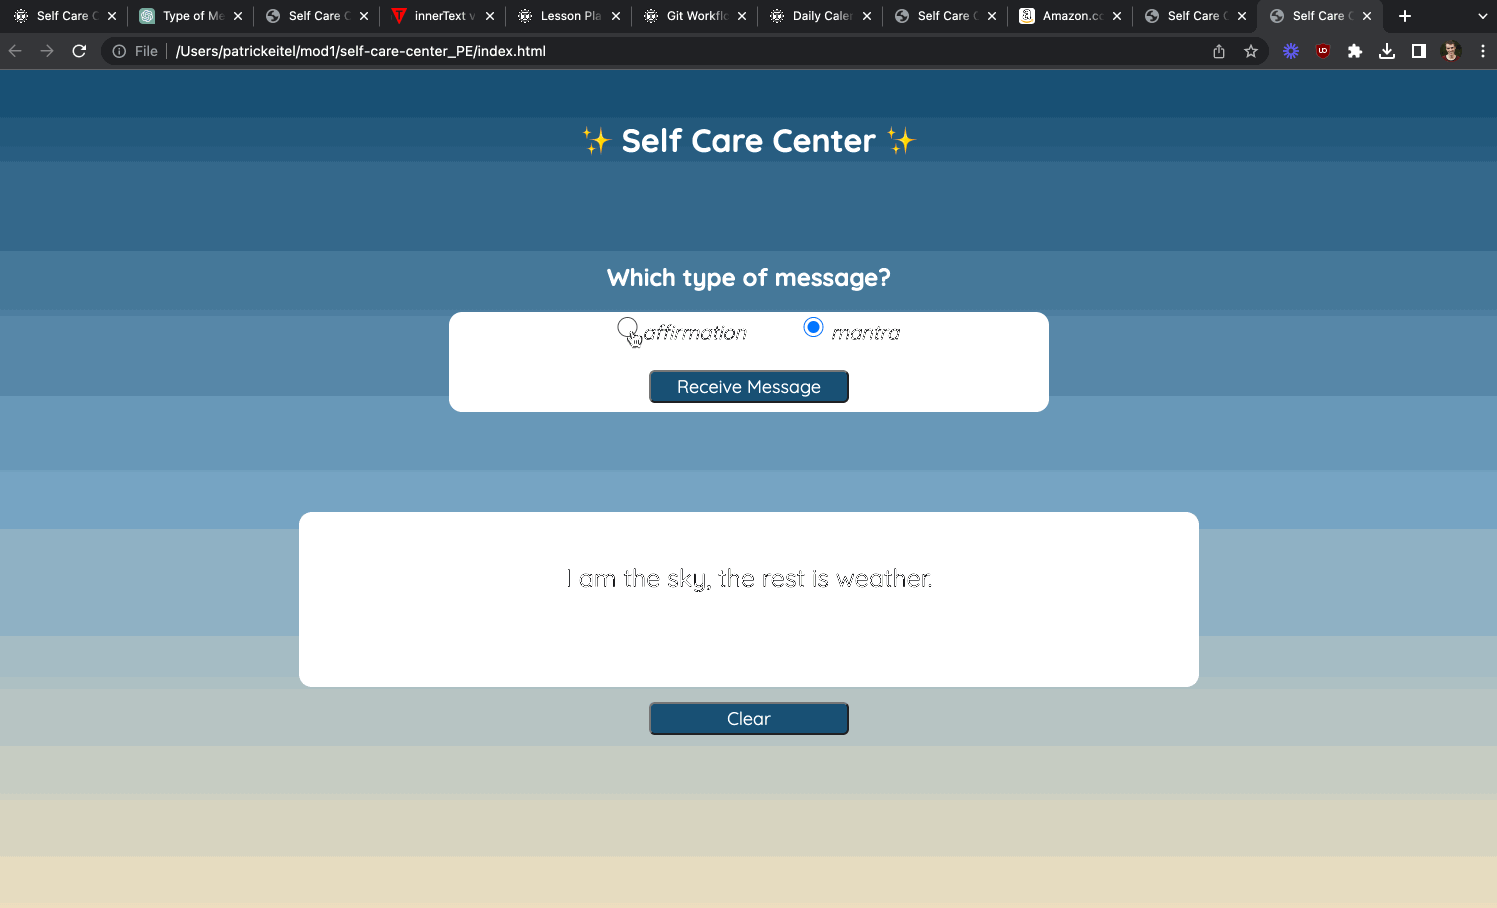 Self Care C
Type of Me
Self Care C
innerText v
Lesson Pla
Git Workflo
Daily Caler
Self Care C
Amazon.co
Self Care C
Self Care C
File
/Users/patrickeitel/mod1/self-care-center_PE/index.html
✨ Self Care Center ✨
Which type of message?
affirmation
mantra
Receive Message
I am the sky, the rest is weather.
Clear